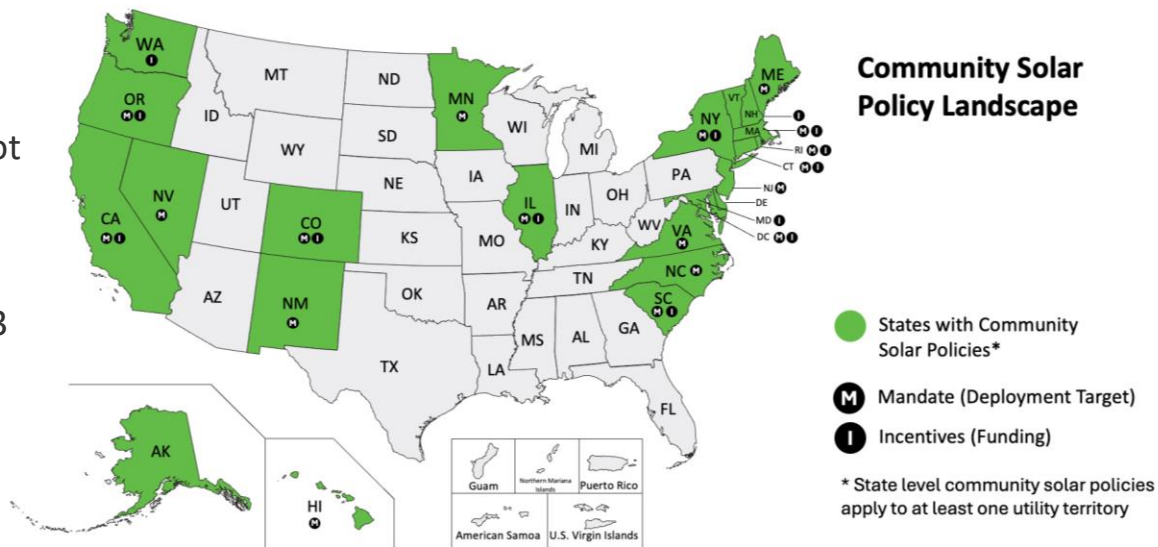 Community Solar
Policy Landscape
pt
3
WA
I
OR
M I
CA
M I
NV
M
ID
MT
WY
UT
AZ
CO
M I
NM
M
ND
SD
NE
KS
OK
TX
MN
M
IA
MO
AR
LA
WI
IL
M I
MI
IN
OH
KY
TN
MS
AL
GA
FL
SC
M I
NC M
VA
M
WV
PA
NY
M I
VT
NH
I
ME
M
MA
M I
RI M I
CT M I
NJ M
DE
MD I
DC M I
AK
HI
M
Guam
Northern Mariana
Islands
Puerto Rico
American Samoa
U.S. Virgin Islands
States with Community
Solar Policies*
M Mandate (Deployment Target)
I Incentives (Funding)
* State level community solar policies
apply to at least one utility territory